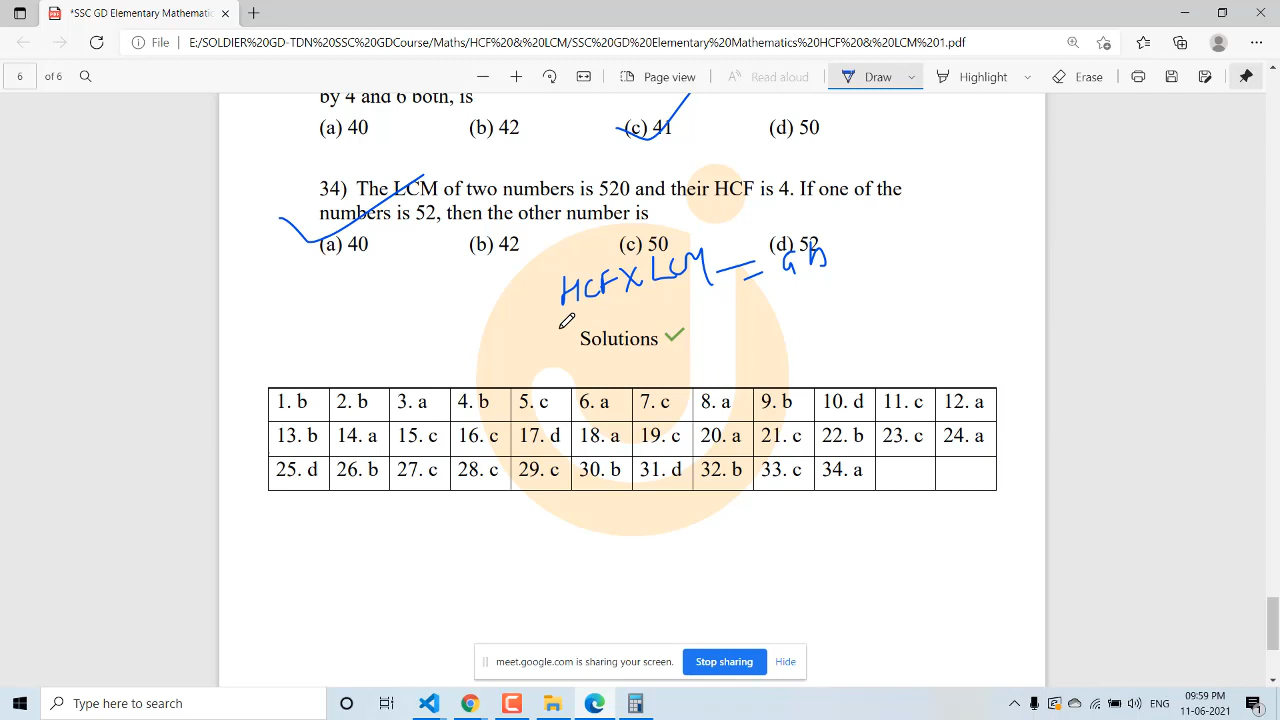 *SSC GD Elementary Mathematic
File E:/SOLDIER%20GD-TDN%20SSC%20GDCourse/Maths/HCF%20&%20LCM/SSC%20GD%20Elementary%20Mathematics%20HCF%20&%20LCM%201.pdf
6 of 6 Page view Read aloud Draw Highlight Erase
by 4 and 6 both, is
(a) 40 (b) 42 (c) 41 (d) 50
34) The LCM of two numbers is 520 and their HCF is 4. If one of the
numbers is 52, then the other number is
(a) 40 (b) 42 (c) 50 (d) 52
HCF X LCM = ab
Solutions
1. b 2. b 3. a 4. b 5. c 6. a 7. c 8. a 9. b 10. d 11. c 12. a
13. b 14. a 15. c 16. c 17. d 18. a 19. c 20. a 21. c 22. b 23. c 24. a
25. d 26. b 27. c 28. c 29. c 30. b 31. d 32. b 33. c 34. a
meet.google.com is sharing your screen. Stop sharing Hide
Type here to search ENG 09:59 PM
11-06-2021 1